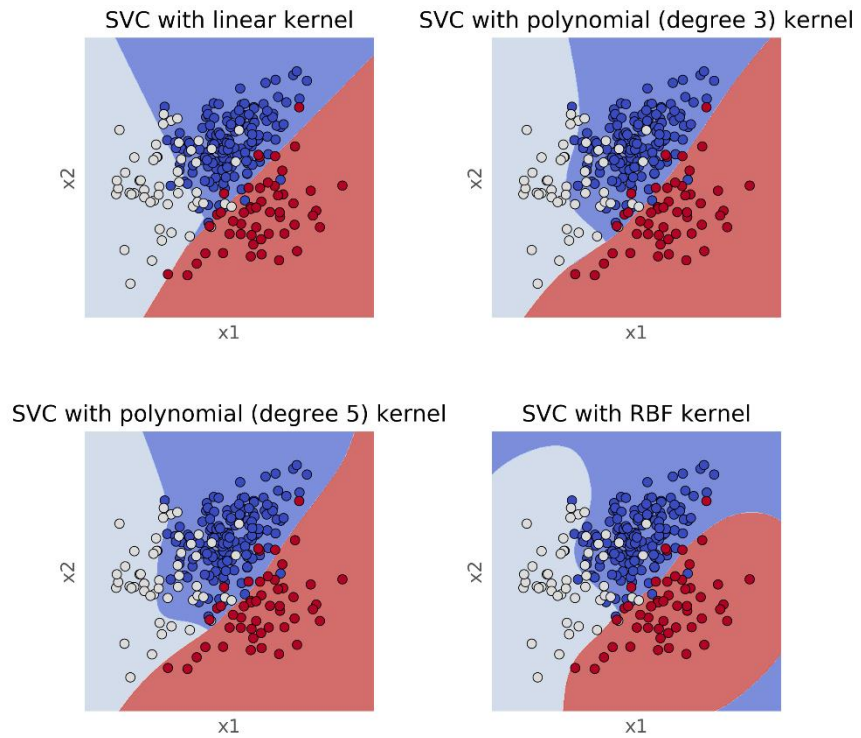 SVC with linear kernel
SVC with polynomial (degree 3) kernel
x2
x2
x1
x1
SVC with polynomial (degree 5) kernel
SVC with RBF kernel
x2
x2
x1
x1